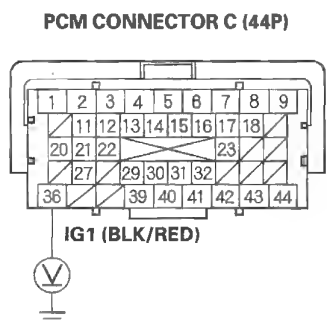 PCM CONNECTOR C (44P)
1 2 3 4 5 6 7 8 9
11 12 13 14 15 16 17 18
20 21 22 23
27 29 30 31 32
36 39 40 41 42 43 44
IG1 (BLK/RED)
V